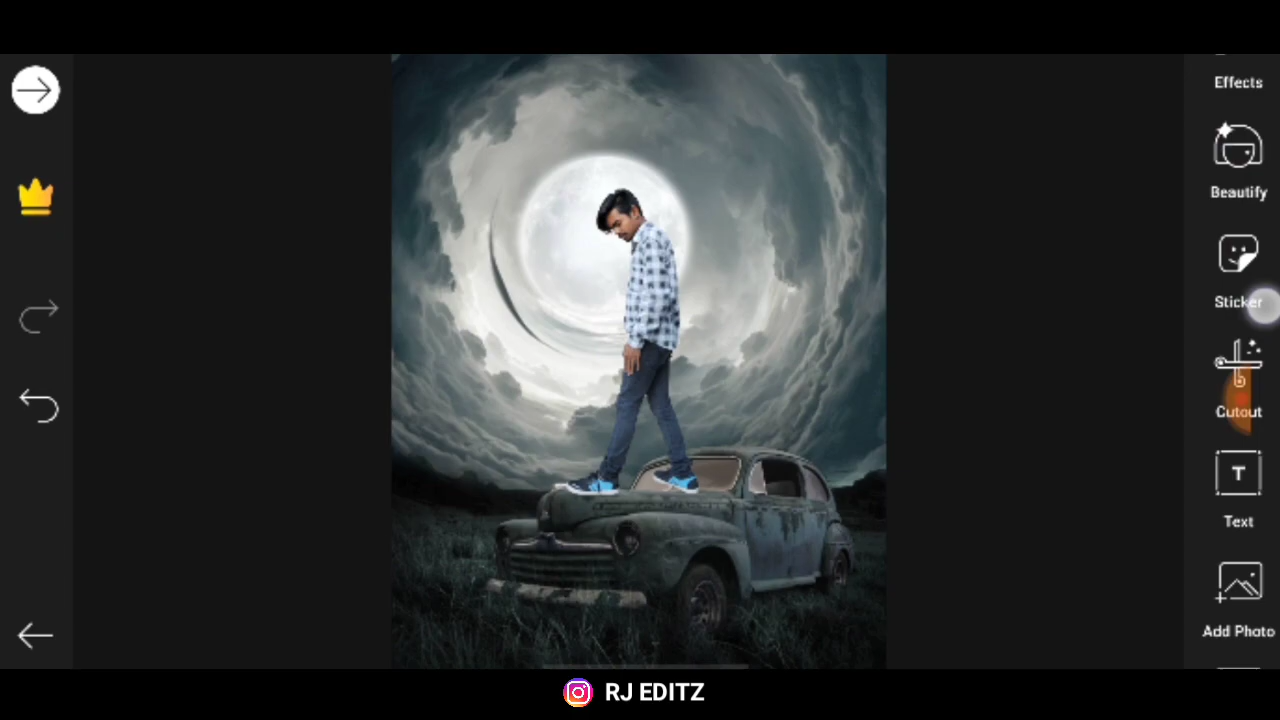 Effects
Beautify
Sticker
Cutout
T
Text
Add Photo
RJ EDITZ